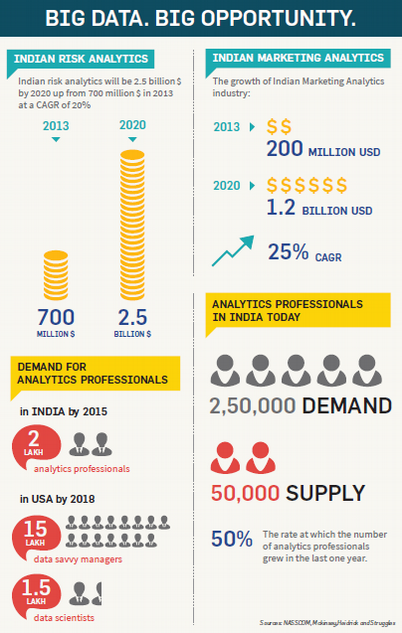 BIG DATA. BIG OPPORTUNITY.
INDIAN RISK ANALYTICS
Indian risk analytics will be 2.5 billion $
by 2020 up from 700 million $ in 2013
at a CAGR of 20%
2013
2020
700
MILLION $
2.5
BILLION $
DEMAND FOR
ANALYTICS PROFESSIONALS
in INDIA by 2015
2
LAKH
analytics professionals
in USA by 2018
15
LAKH
data savvy managers
1.5
LAKH
data scientists
INDIAN MARKETING ANALYTICS
The growth of Indian Marketing Analytics
industry:
2013
$ $
200 MILLION USD
2020
$ $ $ $ $ $
1.2 BILLION USD
25% CAGR
ANALYTICS PROFESSIONALS
IN INDIA TODAY
2,50,000 DEMAND
50,000 SUPPLY
50%
The rate at which the number
of analytics professionals
grew in the last one year.
Sources: NASSCOM, Mckinsey, Heidrick and Struggles